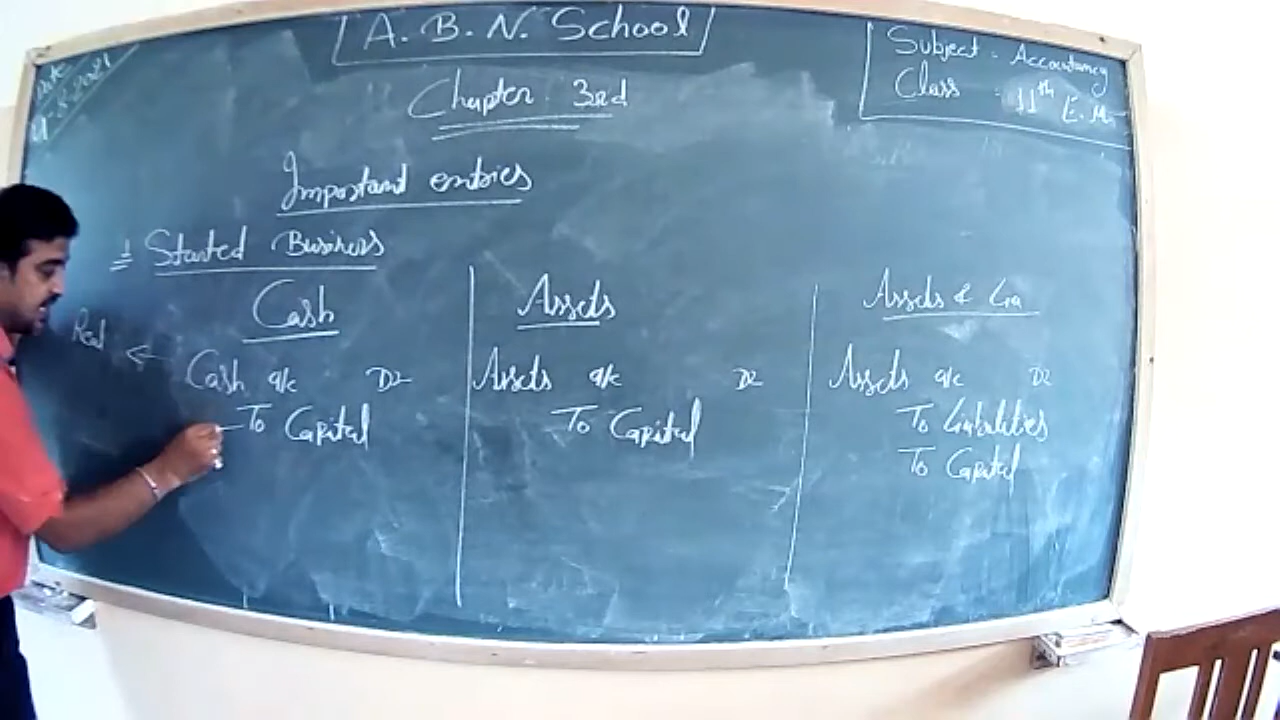 A. B. N. School
Subject : Accountancy
Class : 11th E.M
Date
Chapter 3rd
Important entries
1 Started Business
Cash
Real ← Cash a/c Dr
To Capital
Assets
Assets a/c Dr
To Capital
Assets & Lia
Assets a/c Dr
To Liabilities
To Capital